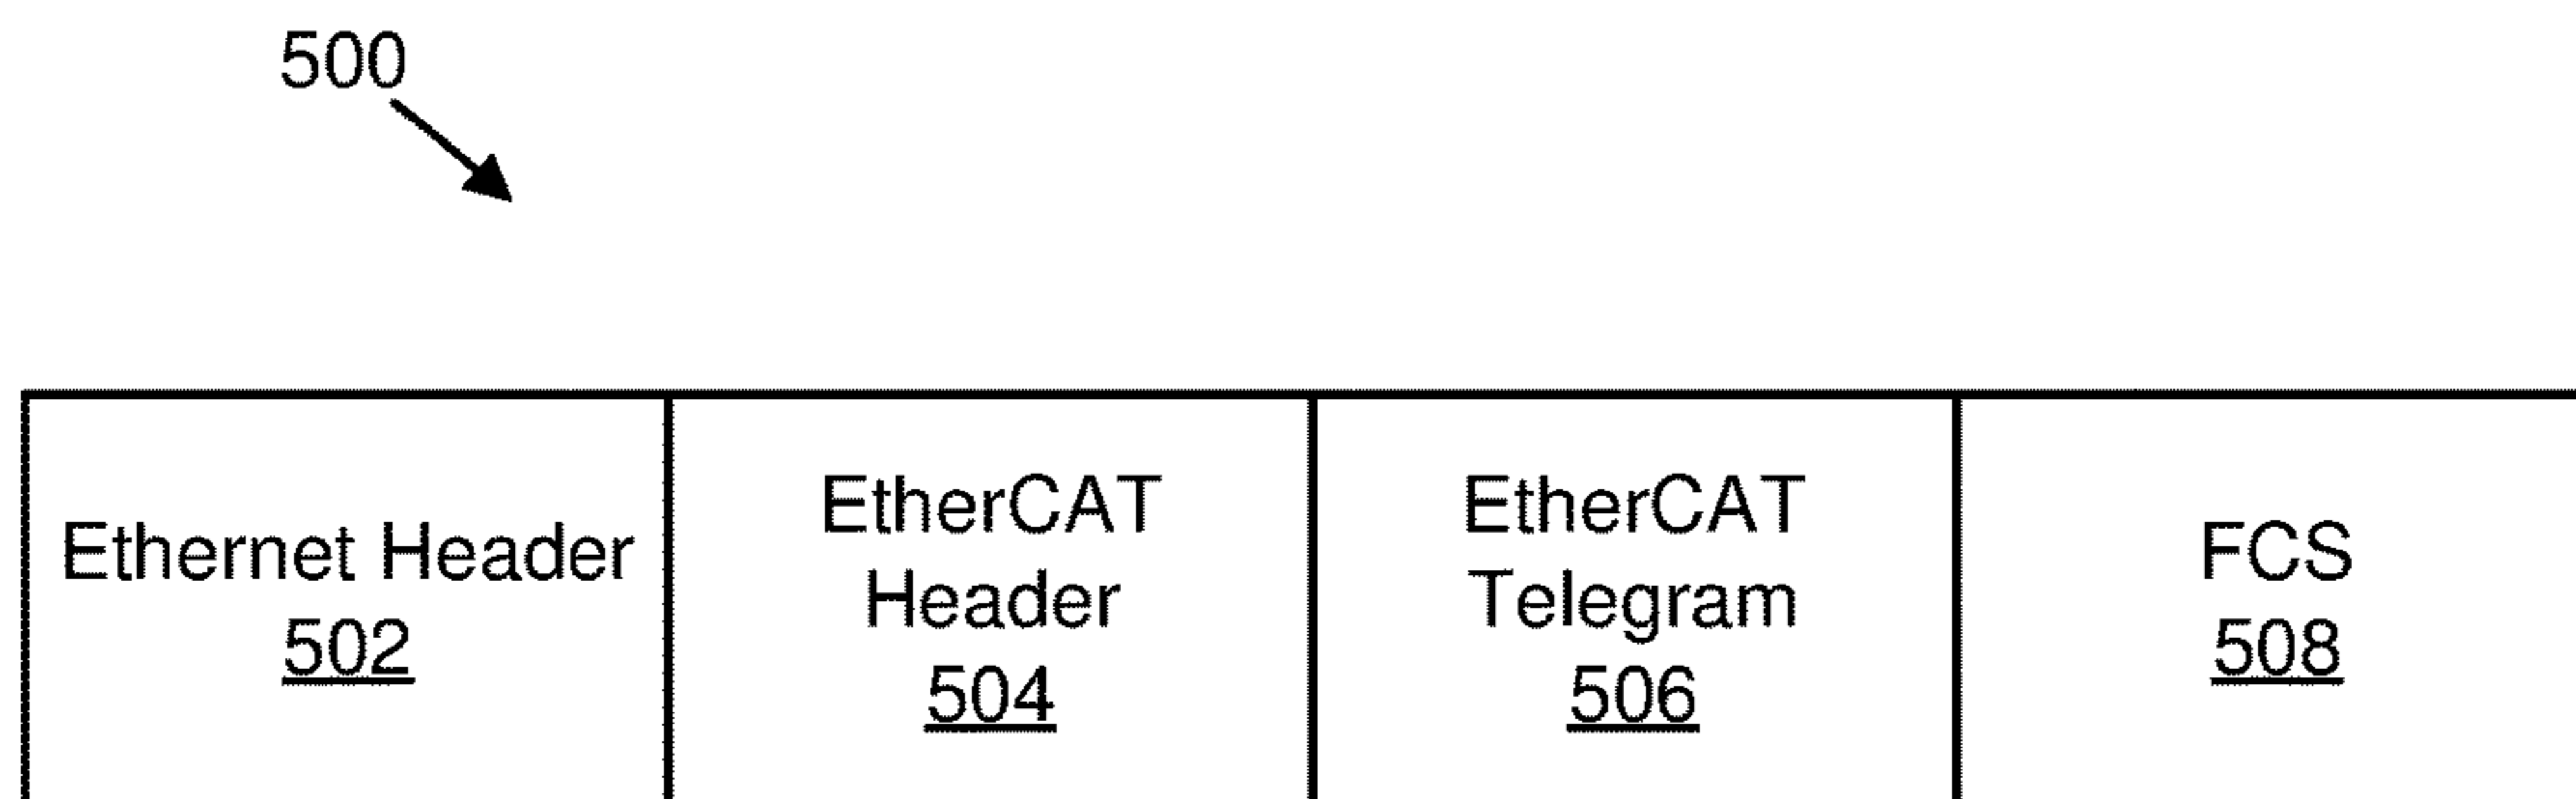 500
Ethernet Header
502
EtherCAT
Header
504
EtherCAT
Telegram
506
FCS
508